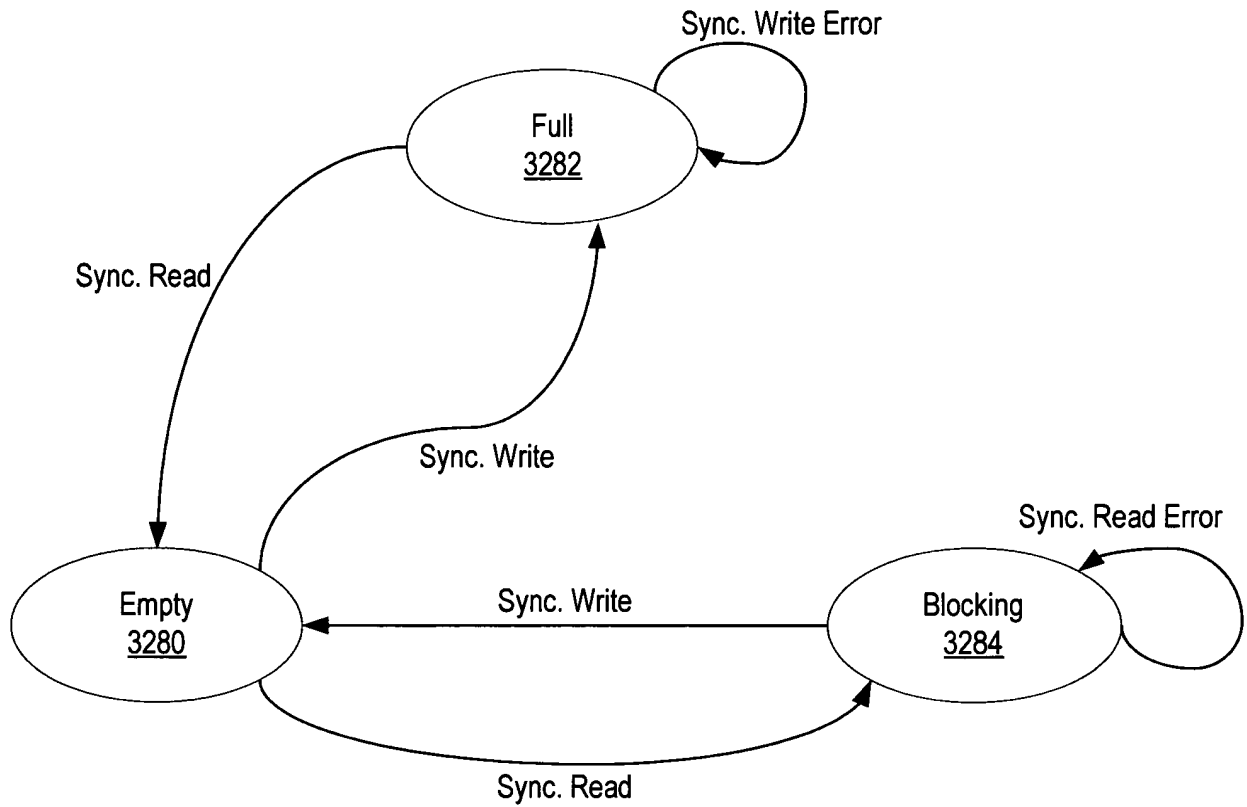 Sync. Write Error
Full
3282
Sync. Read
Sync. Write
Sync. Read Error
Empty
3280
Sync. Write
Blocking
3284
Sync. Read